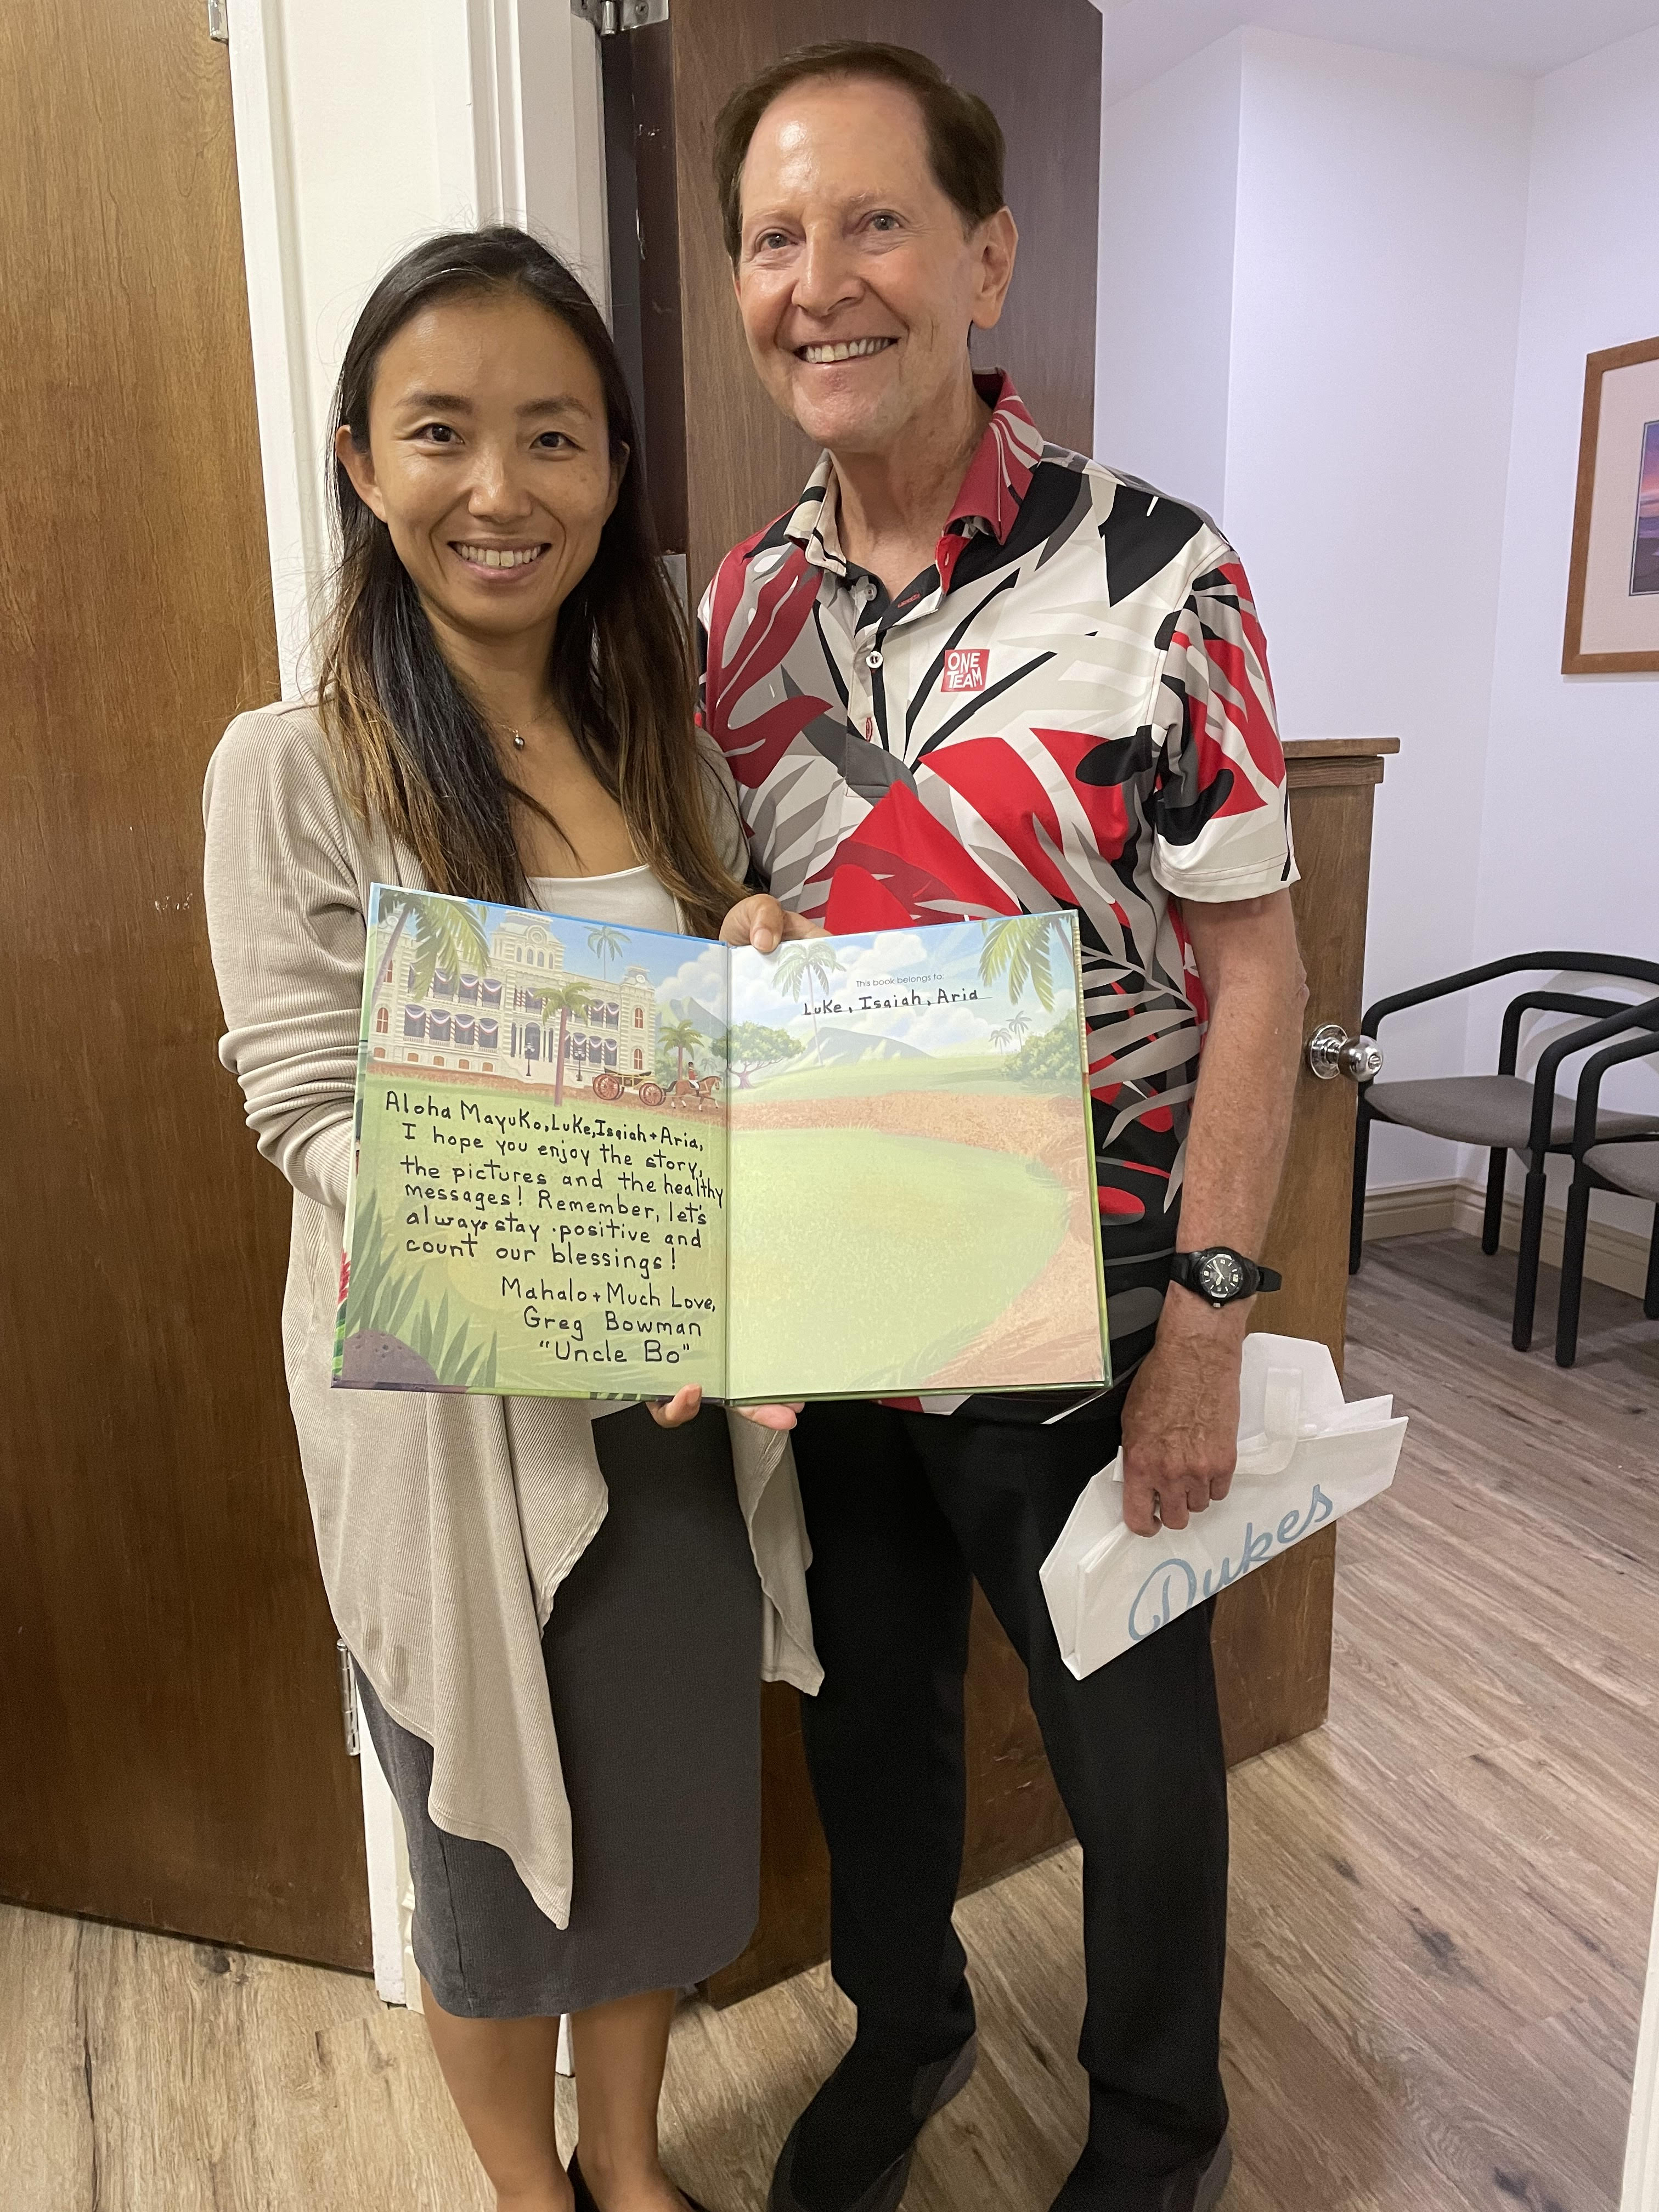 ONE
TEAM
This book belongs to:
Luke, Isaiah, Aria
Aloha Mayuko, Luke, Isaiah + Aria,
I hope you enjoy the story,
the pictures and the healthy
messages! Remember, let's
always stay positive and
count our blessings!
Mahalo + Much Love,
Greg Bowman
"Uncle Bo"
Dukes